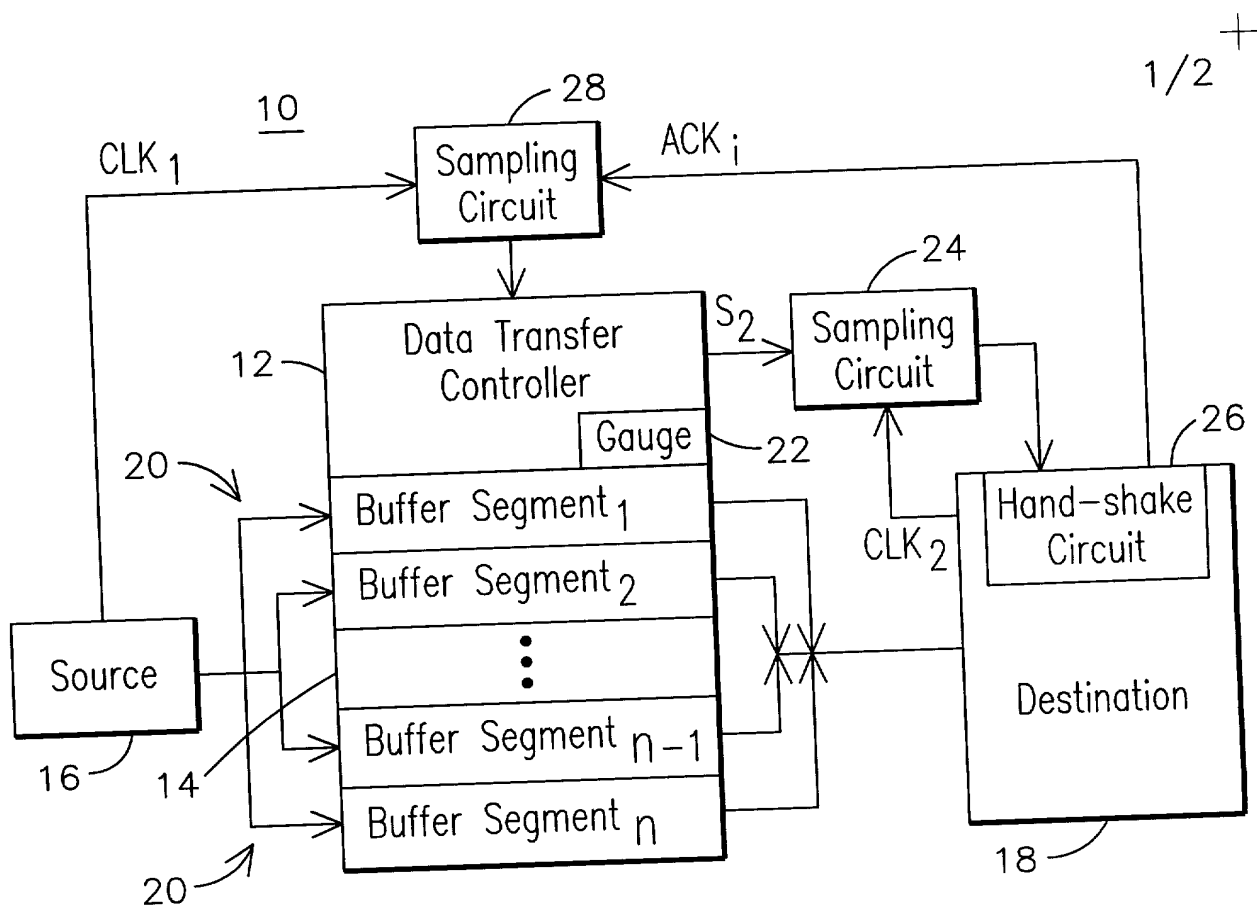 1/2
10
28
CLK1
Sampling
Circuit
ACKi
24
12
Data Transfer
Controller
S2
Sampling
Circuit
Gauge
22
26
20
Buffer Segment1
Hand-shake
Circuit
CLK2
Buffer Segment2
Source
Destination
16
14
Buffer Segment n-1
Buffer Segment n
20
18